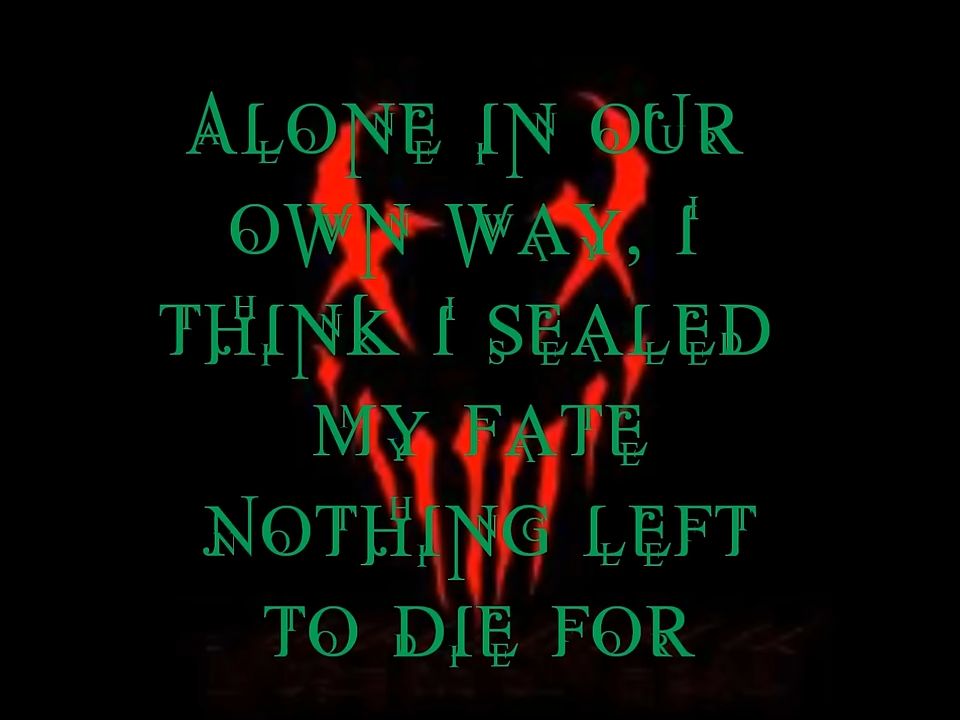 ALONE IN OUR
OWN WAY, I
THINK I SEALED
MY FATE
NOTHING LEFT
TO DIE FOR